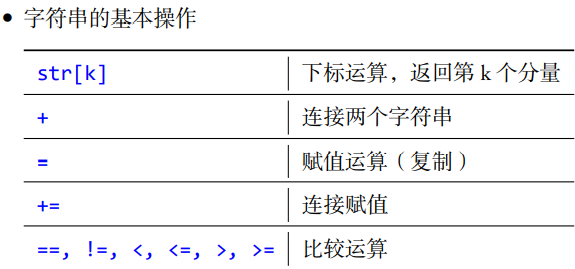 • 字符串的基本操作
str[k] 下标运算，返回第 k 个分量
+ 连接两个字符串
= 赋值运算（复制）
+= 连接赋值
==, !=, <, <=, >, >= 比较运算